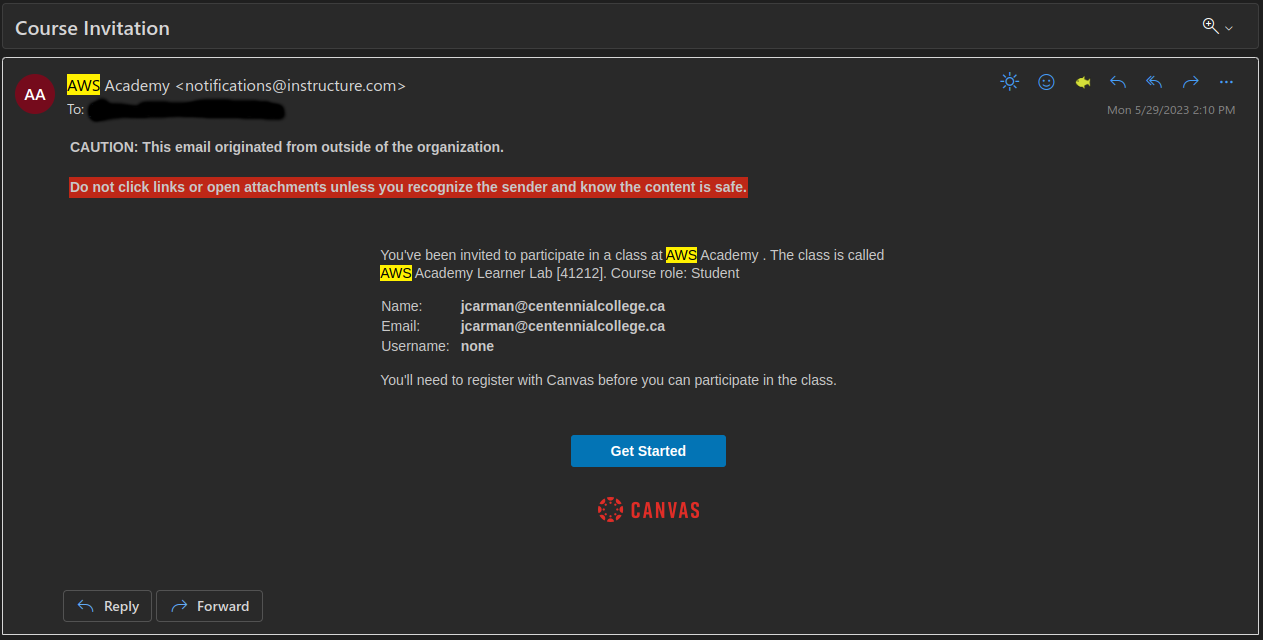 Course Invitation
AA
AWS Academy <notifications@instructure.com>
To:
Mon 5/29/2023 2:10 PM
CAUTION: This email originated from outside of the organization.
Do not click links or open attachments unless you recognize the sender and know the content is safe.
You've been invited to participate in a class at AWS Academy . The class is called
AWS Academy Learner Lab [41212]. Course role: Student
Name: jcarman@centennialcollege.ca
Email: jcarman@centennialcollege.ca
Username: none
You'll need to register with Canvas before you can participate in the class.
Get Started
CANVAS
Reply Forward